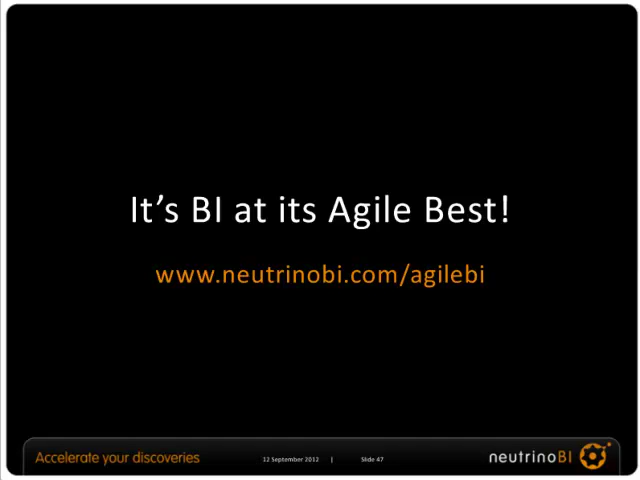 It’s BI at its Agile Best!
www.neutrinobi.com/agilebi
Accelerate your discoveries
12 September 2012 | Slide 47
neutrinoBI